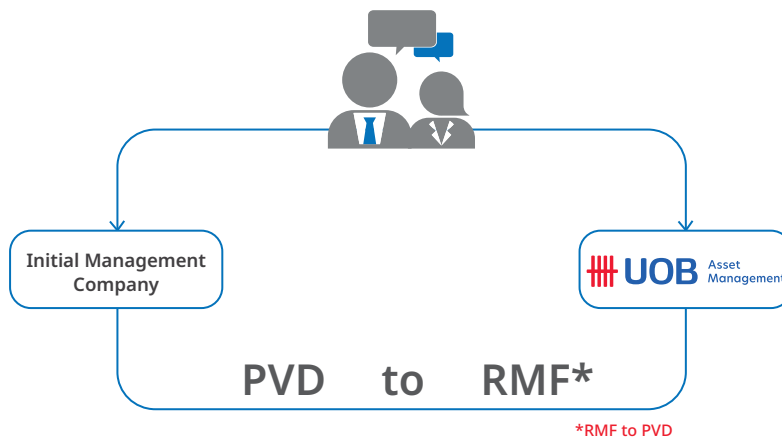 Initial Management
Company
UOB Asset
Management
PVD to RMF*
*RMF to PVD